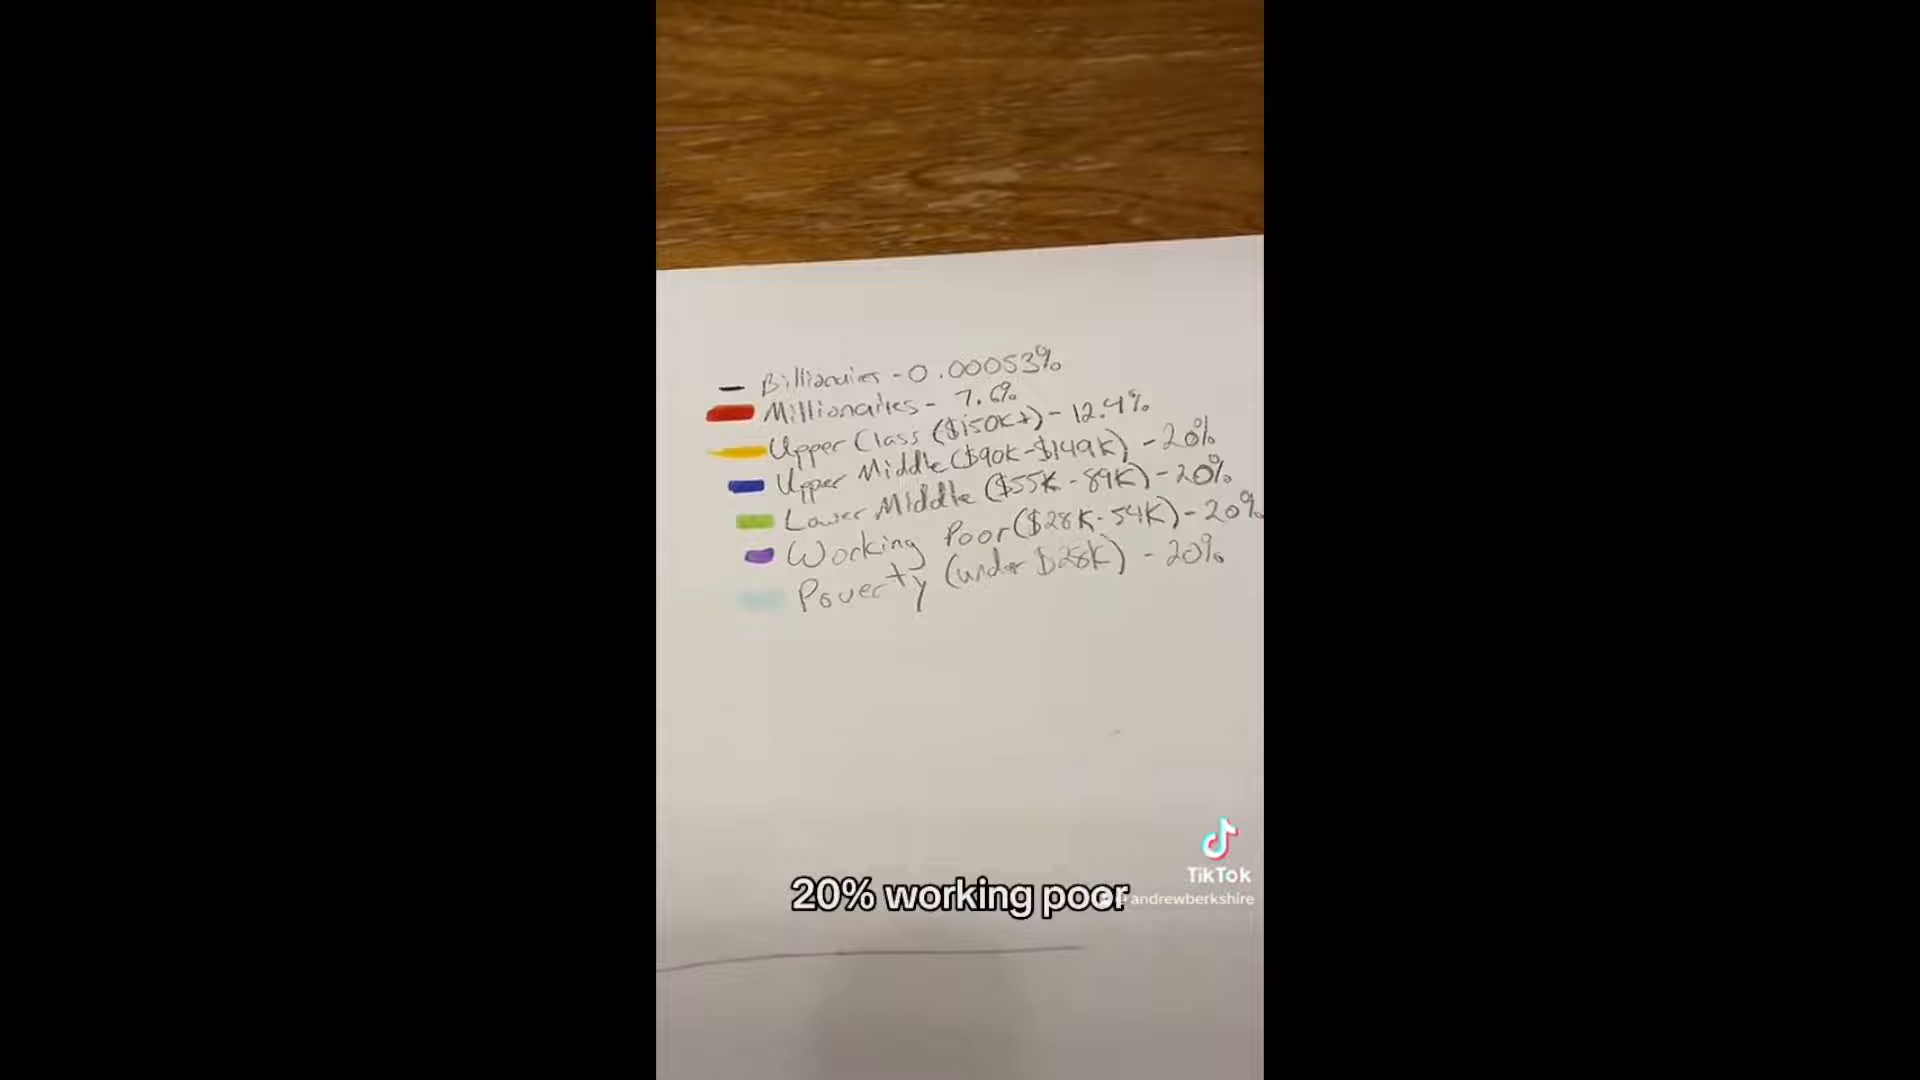 Billionaires - 0.00053%
Millionaires - 7.6%
Upper Class ($150K+) - 12.4%
Upper Middle ($90K-$149K) - 20%
Lower Middle ($55K - 89K) - 20%
Working Poor ($28K-54K) - 20%
Poverty (under $28K) - 20%
TikTok
20% working poor
andrewberkshire